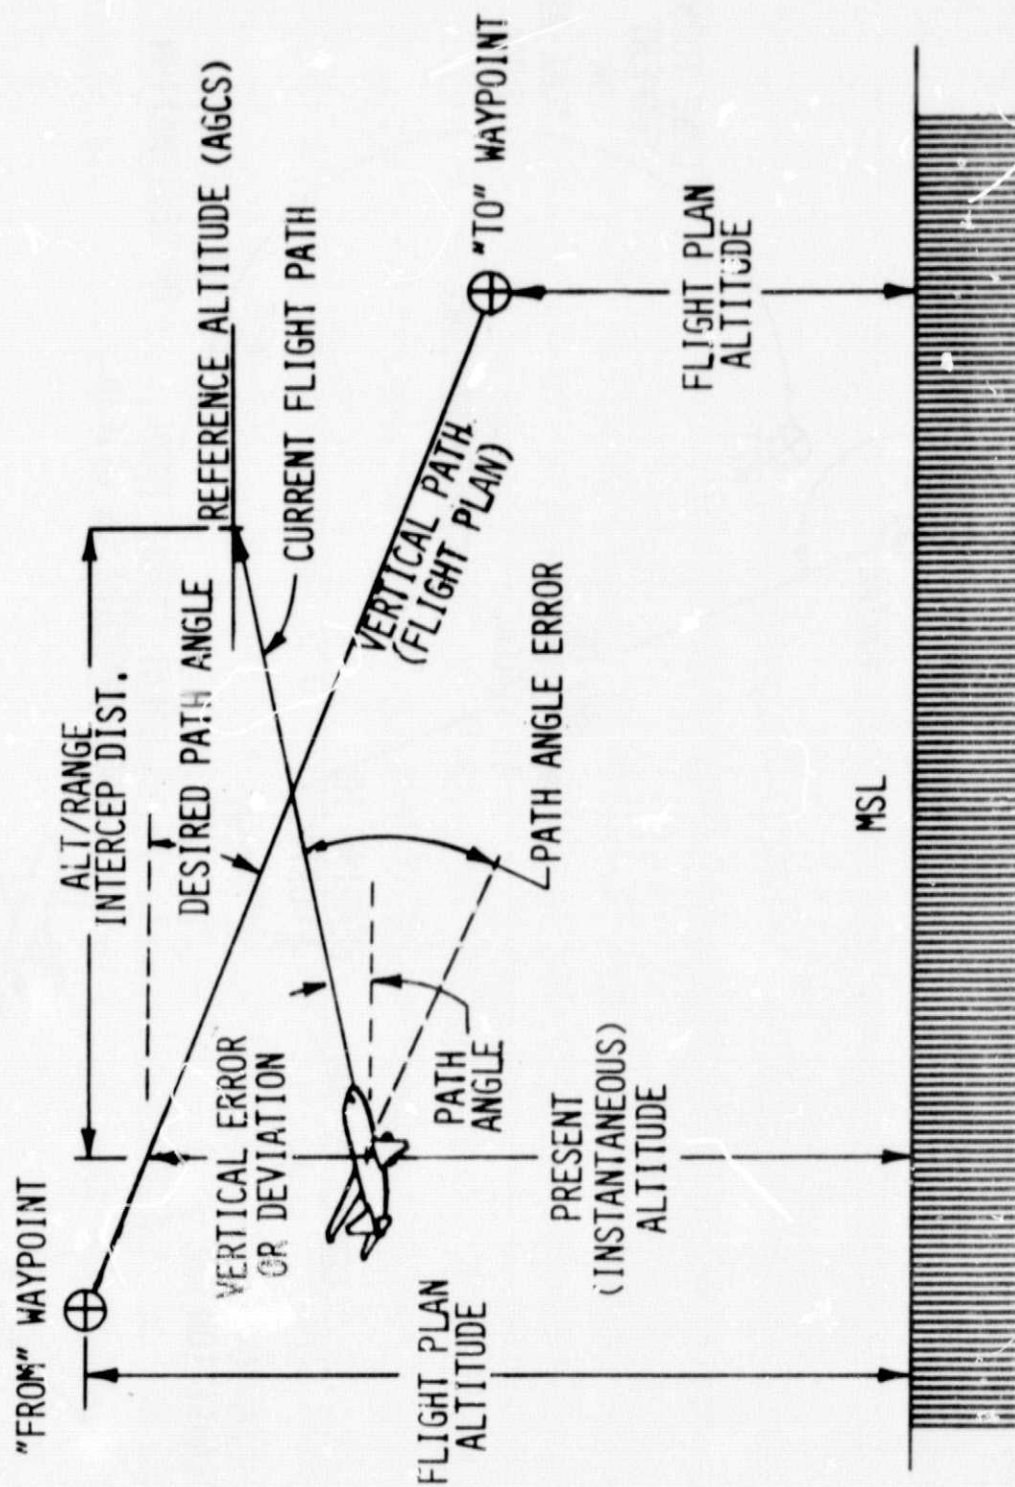 "FROM" WAYPOINT
ALT/RANGE
INTERCEP DIST.
DESIRED PATH ANGLE
REFERENCE ALTITUDE (AGCS)
CURRENT FLIGHT PATH
"TO" WAYPOINT
VERTICAL ERROR
OR DEVIATION
VERTICAL PATH
(FLIGHT PLAN)
PATH
ANGLE
PATH ANGLE ERROR
FLIGHT PLAN
ALTITUDE
PRESENT
(INSTANTANEOUS)
ALTITUDE
FLIGHT PLAN
ALTITUDE
MSL